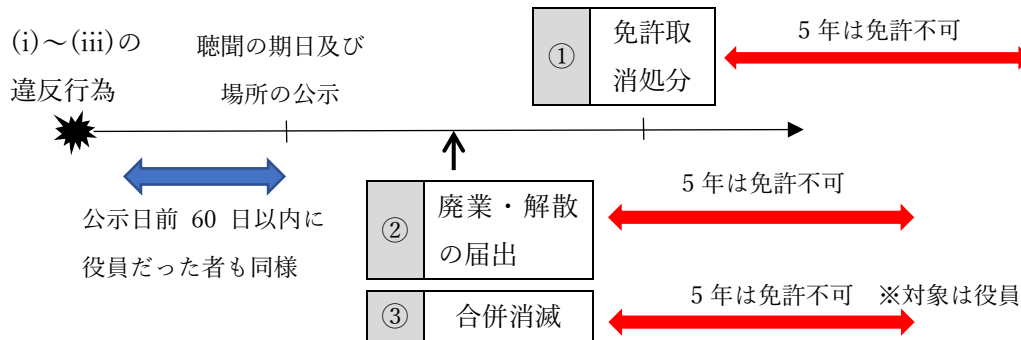 (i)～(iii)の
違反行為
聴聞の期日及び
場所の公示
①
免許取
消処分
5 年は免許不可
公示日前 60 日以内に
役員だった者も同様
②
廃業・解散
の届出
5 年は免許不可
③
合併消滅
5 年は免許不可 ※対象は役員